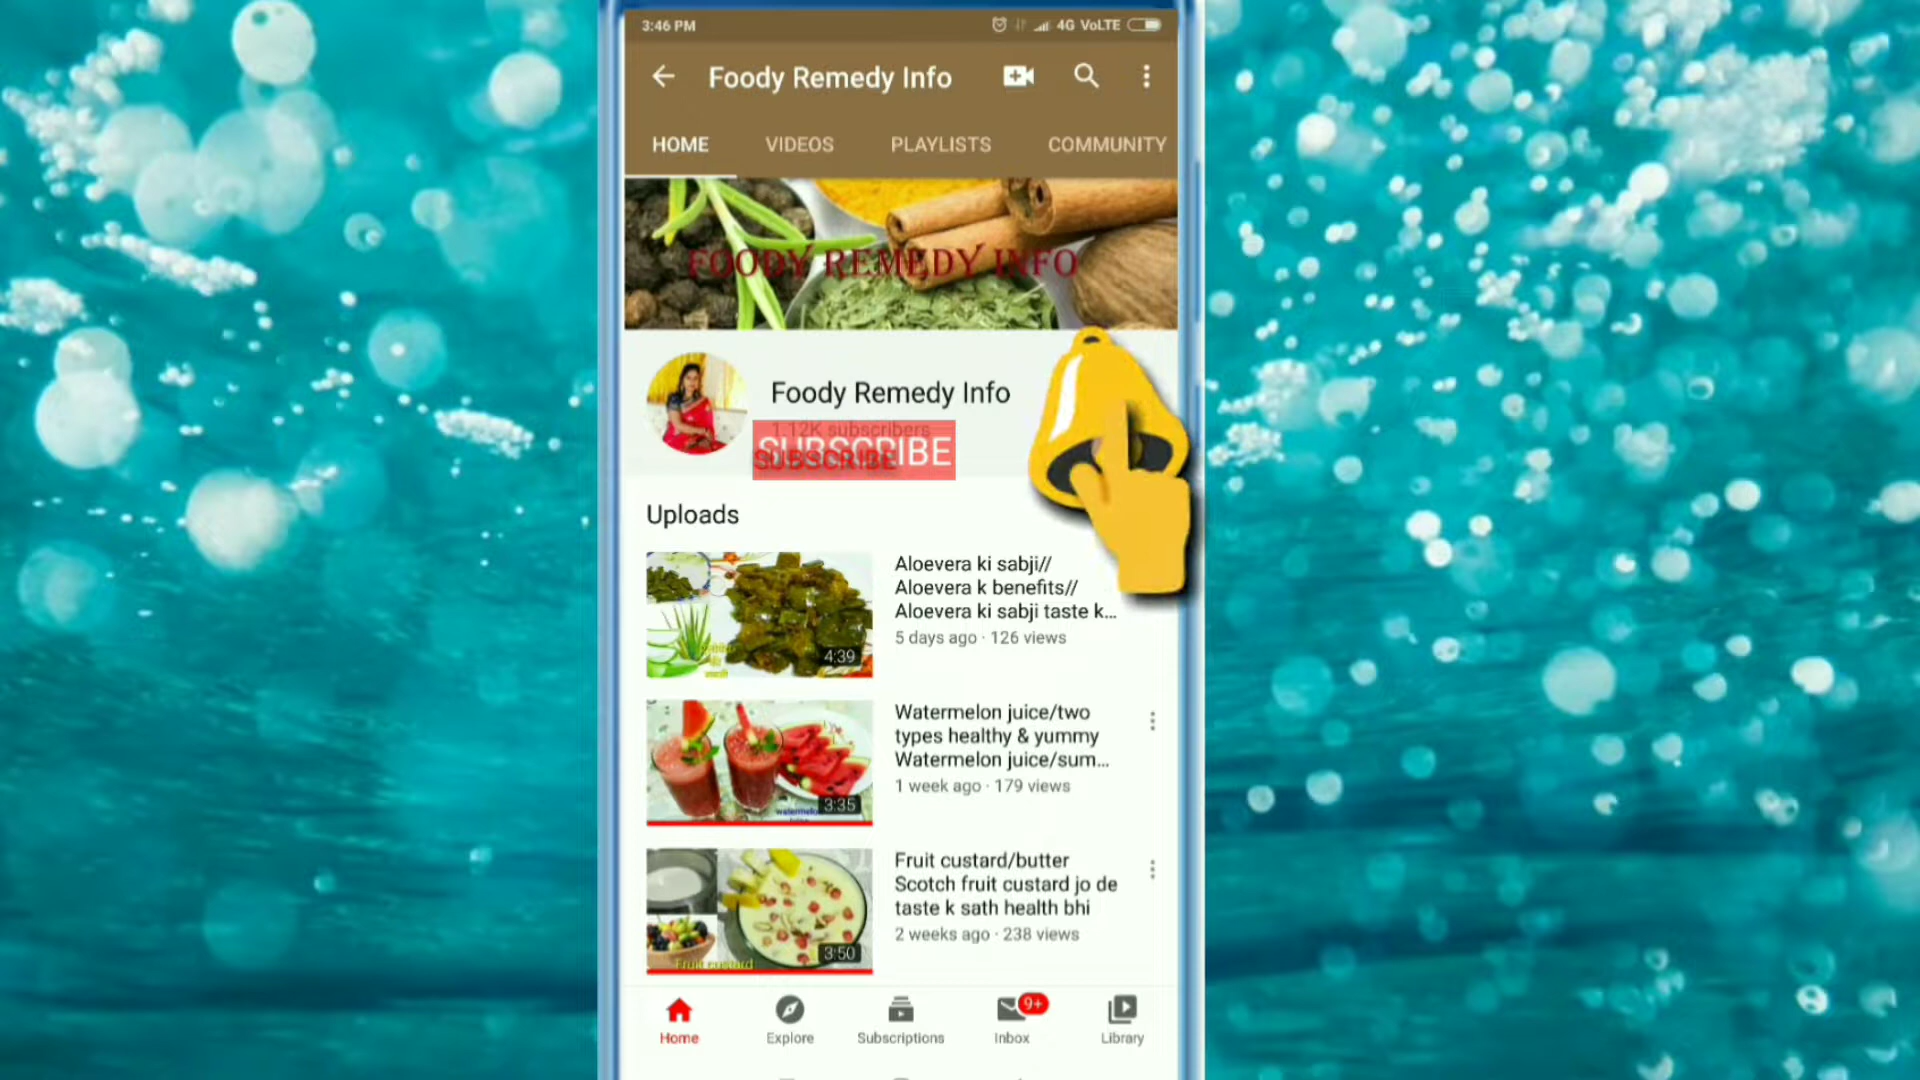 3:46 PM
4G VoLTE
Foody Remedy Info
HOME VIDEOS PLAYLISTS COMMUNITY
FOODY REMEDY INFO
Foody Remedy Info
1.12K subscribers
SUBSCRIBE
SUBSCRIBE
Uploads
Aloevera ki sabji//
Aloevera k benefits//
Aloevera ki sabji taste k...
5 days ago · 126 views
4:39
Watermelon juice/two
types healthy & yummy
Watermelon juice/sum...
1 week ago · 179 views
3:35
Fruit custard/butter
Scotch fruit custard jo de
taste k sath health bhi
2 weeks ago · 238 views
3:50
Fruit custard
9+
Home Explore Subscriptions Inbox Library